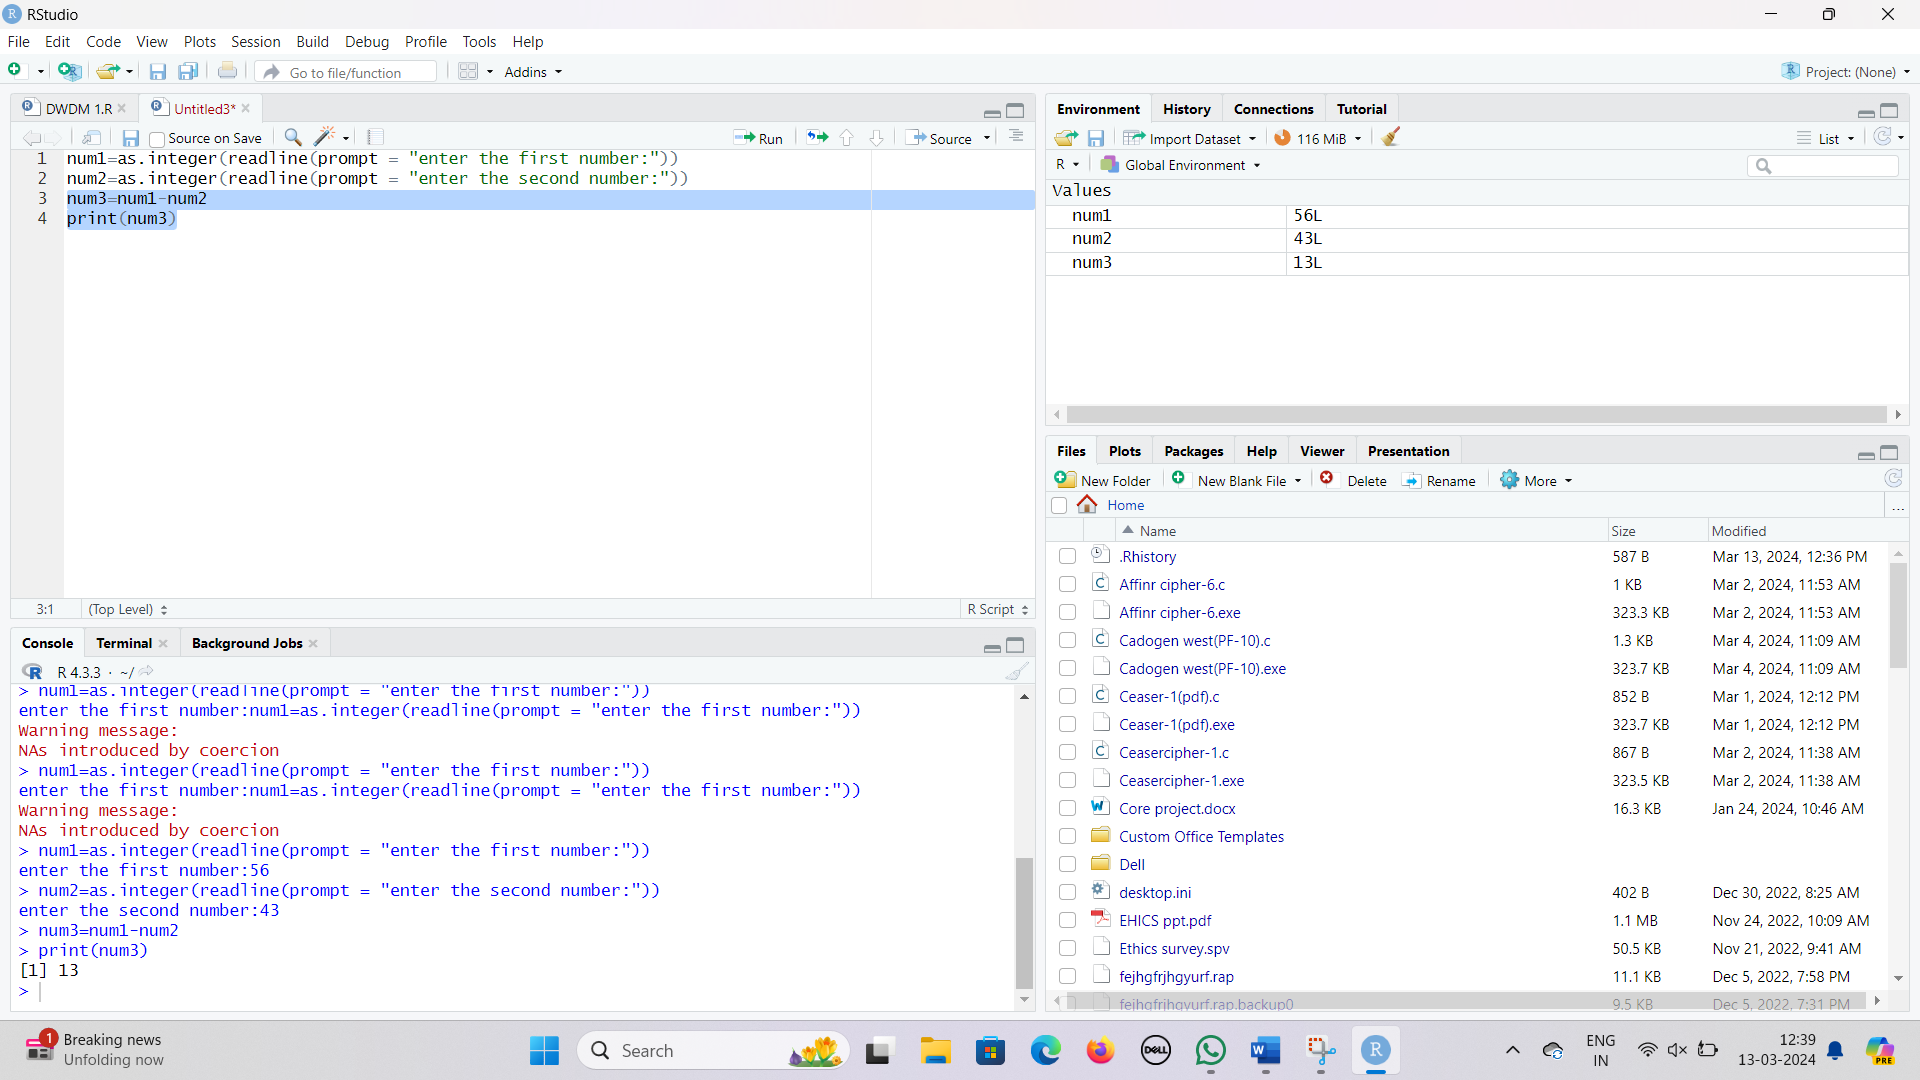 RStudio
File Edit Code View Plots Session Build Debug Profile Tools Help
Go to file/function Addins Project: (None)
DWDM 1.R Untitled3*
Source on Save Run Source
1 num1=as.integer(readline(prompt = "enter the first number:"))
2 num2=as.integer(readline(prompt = "enter the second number:"))
3 num3=num1-num2
4 print(num3)
3:1 (Top Level) R Script
Console Terminal Background Jobs
R 4.3.3 · ~/
> num1=as.integer(readline(prompt = "enter the first number:"))
enter the first number:num1=as.integer(readline(prompt = "enter the first number:"))
Warning message:
NAs introduced by coercion
> num1=as.integer(readline(prompt = "enter the first number:"))
enter the first number:num1=as.integer(readline(prompt = "enter the first number:"))
Warning message:
NAs introduced by coercion
> num1=as.integer(readline(prompt = "enter the first number:"))
enter the first number:56
> num2=as.integer(readline(prompt = "enter the second number:"))
enter the second number:43
> num3=num1-num2
> print(num3)
[1] 13
>
Environment History Connections Tutorial
Import Dataset 116 MiB List
R Global Environment
Values
num1 56L
num2 43L
num3 13L
Files Plots Packages Help Viewer Presentation
New Folder New Blank File Delete Rename More
Home ...
Name Size Modified
.Rhistory 587 B Mar 13, 2024, 12:36 PM
Affinr cipher-6.c 1 KB Mar 2, 2024, 11:53 AM
Affinr cipher-6.exe 323.3 KB Mar 2, 2024, 11:53 AM
Cadogen west(PF-10).c 1.3 KB Mar 4, 2024, 11:09 AM
Cadogen west(PF-10).exe 323.7 KB Mar 4, 2024, 11:09 AM
Ceaser-1(pdf).c 852 B Mar 1, 2024, 12:12 PM
Ceaser-1(pdf).exe 323.7 KB Mar 1, 2024, 12:12 PM
Ceasercipher-1.c 867 B Mar 2, 2024, 11:38 AM
Ceasercipher-1.exe 323.5 KB Mar 2, 2024, 11:38 AM
Core project.docx 16.3 KB Jan 24, 2024, 10:46 AM
Custom Office Templates
Dell
desktop.ini 402 B Dec 30, 2022, 8:25 AM
EHICS ppt.pdf 1.1 MB Nov 24, 2022, 10:09 AM
Ethics survey.spv 50.5 KB Nov 21, 2022, 9:41 AM
fejhgfrjhgyurf.rap 11.1 KB Dec 5, 2022, 7:58 PM
fejhgfrjhgyurf.rap.backup0 9.5 KB Dec 5, 2022, 7:31 PM
1 Breaking news
Unfolding now
Search
DELL
PRE
ENG
IN
12:39
13-03-2024